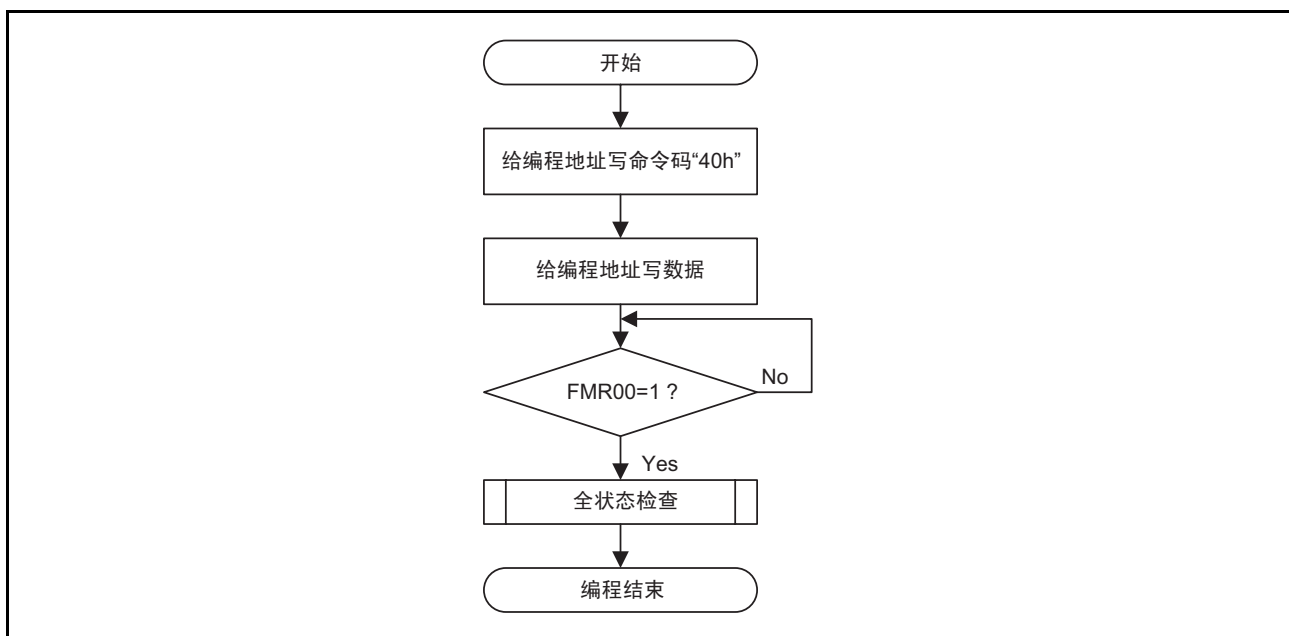 开始
给编程地址写命令码“40h”
给编程地址写数据
FMR00=1？
No
Yes
全状态检查
编程结束